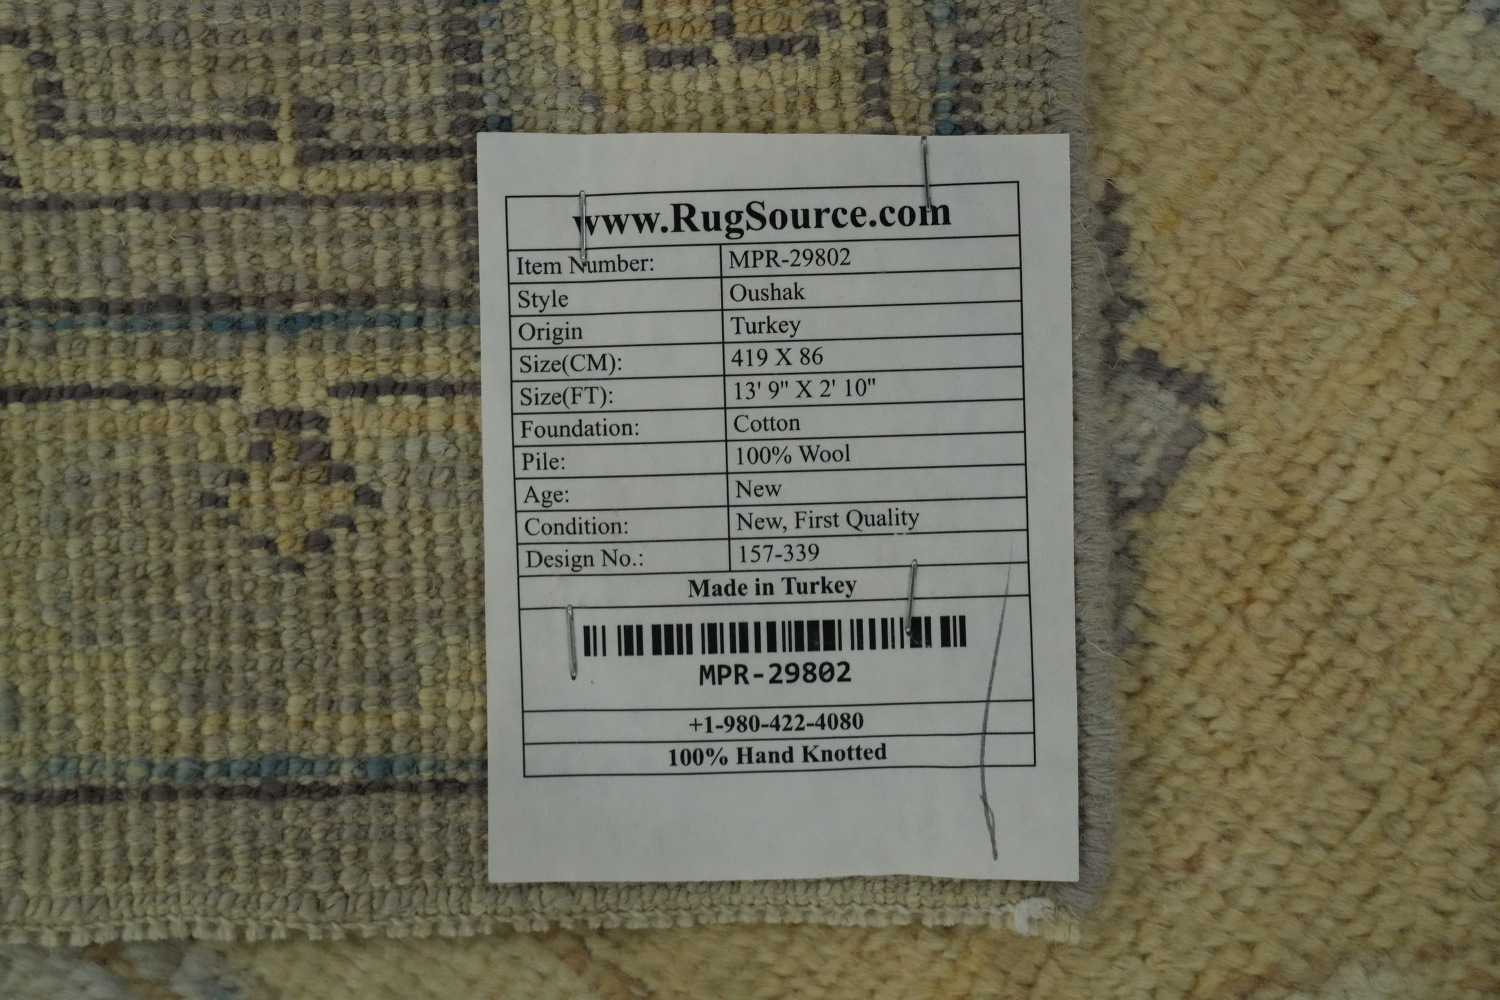 www.RugSource.com
Item Number: MPR-29802
Style Oushak
Origin Turkey
Size(CM): 419 X 86
Size(FT): 13' 9" X 2' 10"
Foundation: Cotton
Pile: 100% Wool
Age: New
Condition: New, First Quality
Design No.: 157-339
Made in Turkey
MPR-29802
+1-980-422-4080
100% Hand Knotted